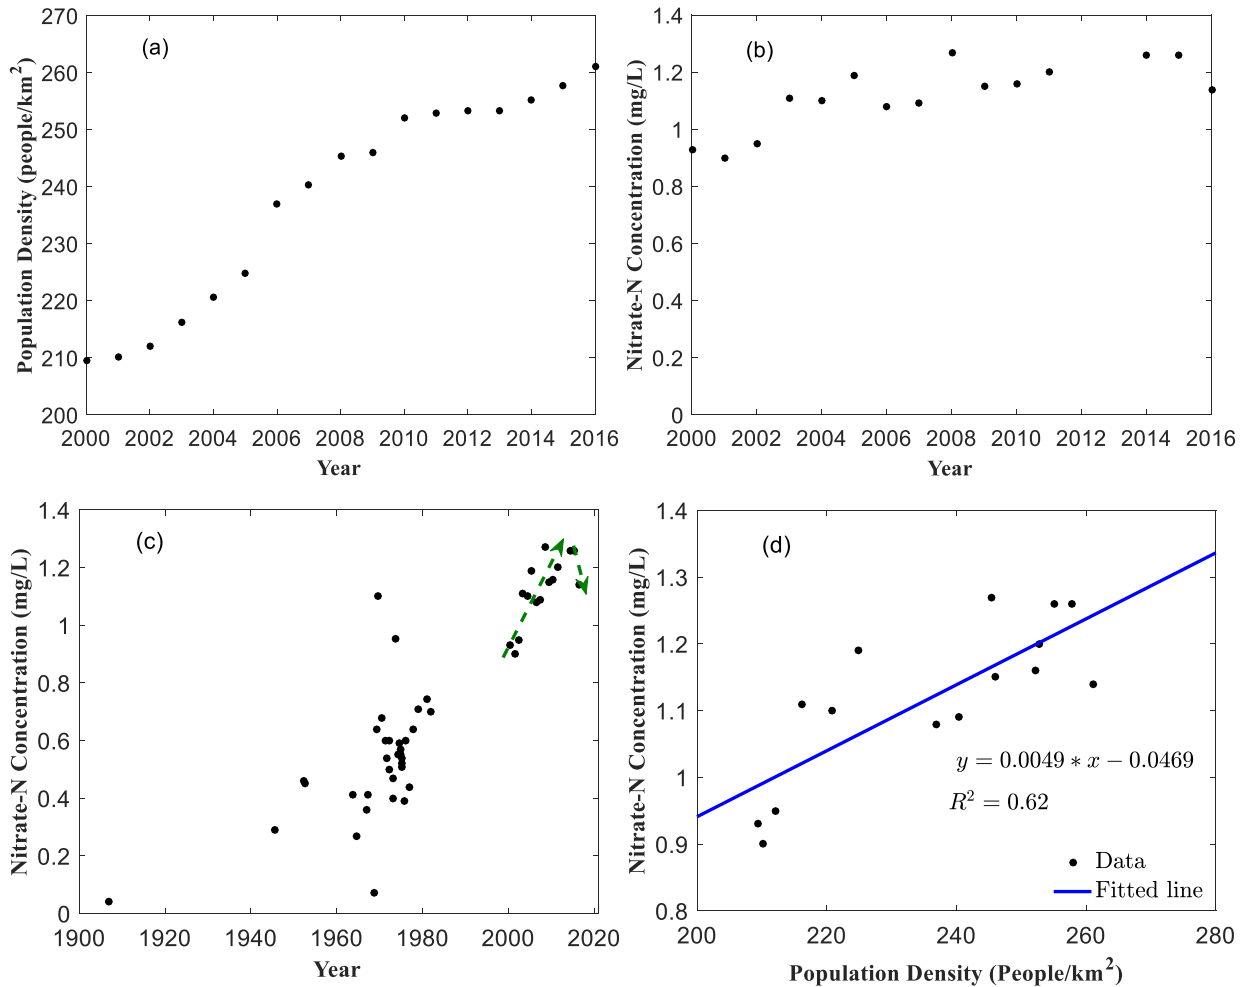 (a)
270
260
250
240
230
220
210
200
Population Density (people/km²)
2000 2002 2004 2006 2008 2010 2012 2014 2016
Year
(b)
1.4
1.2
1
0.8
0.6
0.4
0.2
0
Nitrate-N Concentration (mg/L)
2000 2002 2004 2006 2008 2010 2012 2014 2016
Year
(c)
1.4
1.2
1
0.8
0.6
0.4
0.2
0
Nitrate-N Concentration (mg/L)
1900 1920 1940 1960 1980 2000 2020
Year
(d)
1.4
1.3
1.2
1.1
1
0.9
0.8
Nitrate-N Concentration (mg/L)
y = 0.0049 ∗ x − 0.0469
R² = 0.62
Data
Fitted line
200 220 240 260 280
Population Density (People/km²)